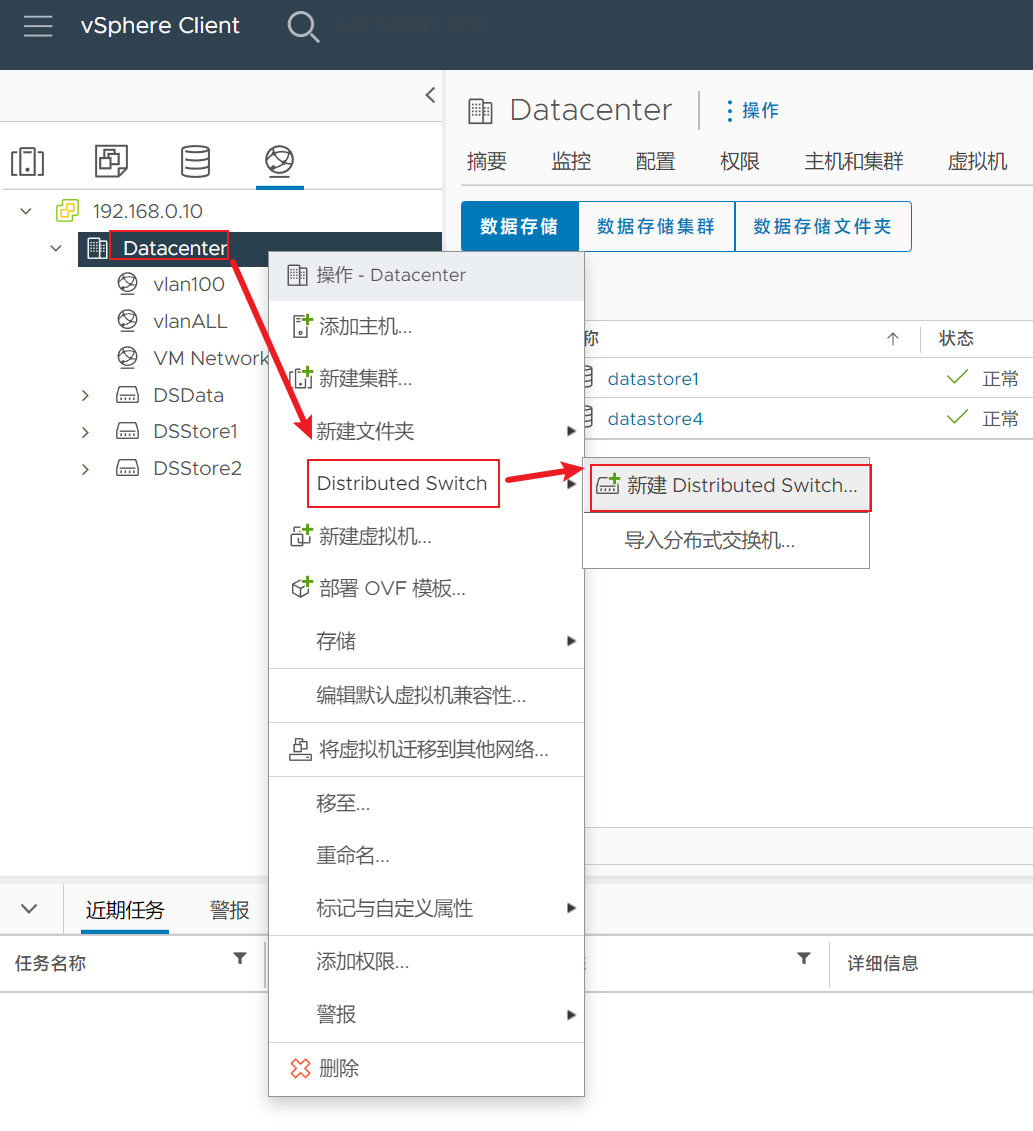 vSphere Client
Datacenter
操作
摘要
监控
配置
权限
主机和集群
虚拟机
192.168.0.10
数据存储
数据存储集群
数据存储文件夹
Datacenter
vlan100
vlanALL
VM Network
DSData
DSStore1
DSStore2
操作 - Datacenter
添加主机...
新建集群...
新建文件夹
Distributed Switch
新建虚拟机...
部署 OVF 模板...
存储
编辑默认虚拟机兼容性...
将虚拟机迁移到其他网络...
移至...
重命名...
标记与自定义属性
添加权限...
警报
删除
新建 Distributed Switch...
导入分布式交换机...
称
状态
datastore1
正常
datastore4
正常
近期任务
警报
任务名称
详细信息